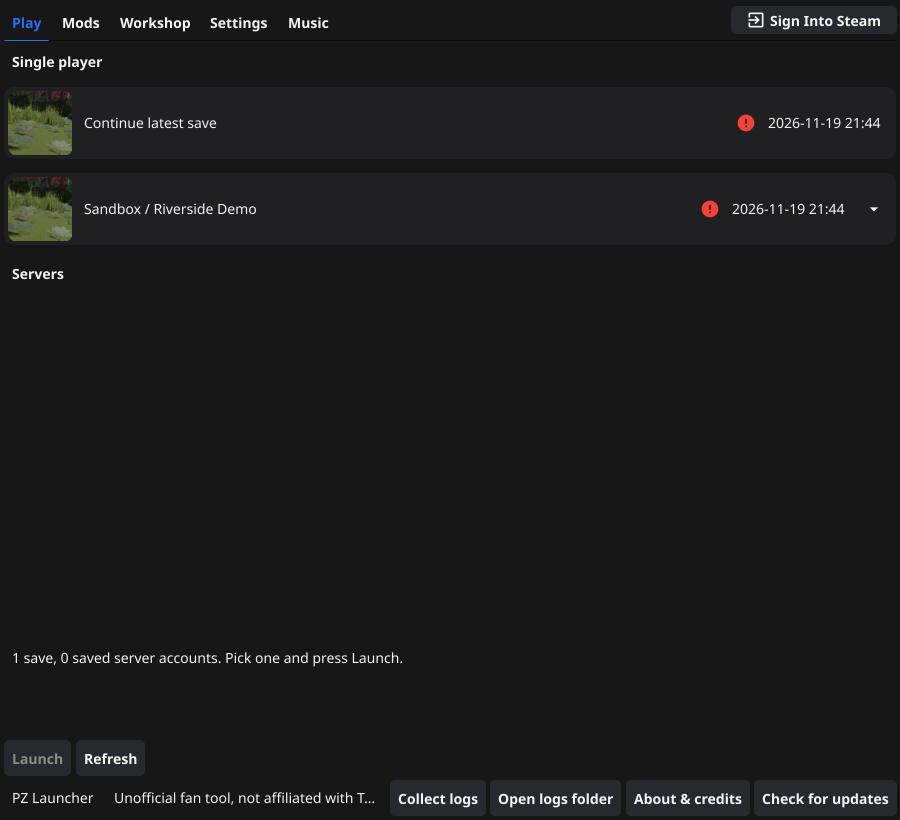 Play Mods Workshop Settings Music Sign Into Steam
Single player
Continue latest save 2026-11-19 21:44
Sandbox / Riverside Demo 2026-11-19 21:44
Servers
1 save, 0 saved server accounts. Pick one and press Launch.
Launch Refresh
PZ Launcher Unofficial fan tool, not affiliated with T... Collect logs Open logs folder About & credits Check for updates